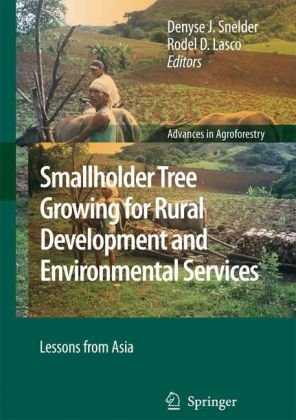 Denyse J. Snelder
Rodel D. Lasco
Editors
Advances in Agroforestry
Smallholder Tree
Growing for Rural
Development and
Environmental Services
Lessons from Asia
Springer